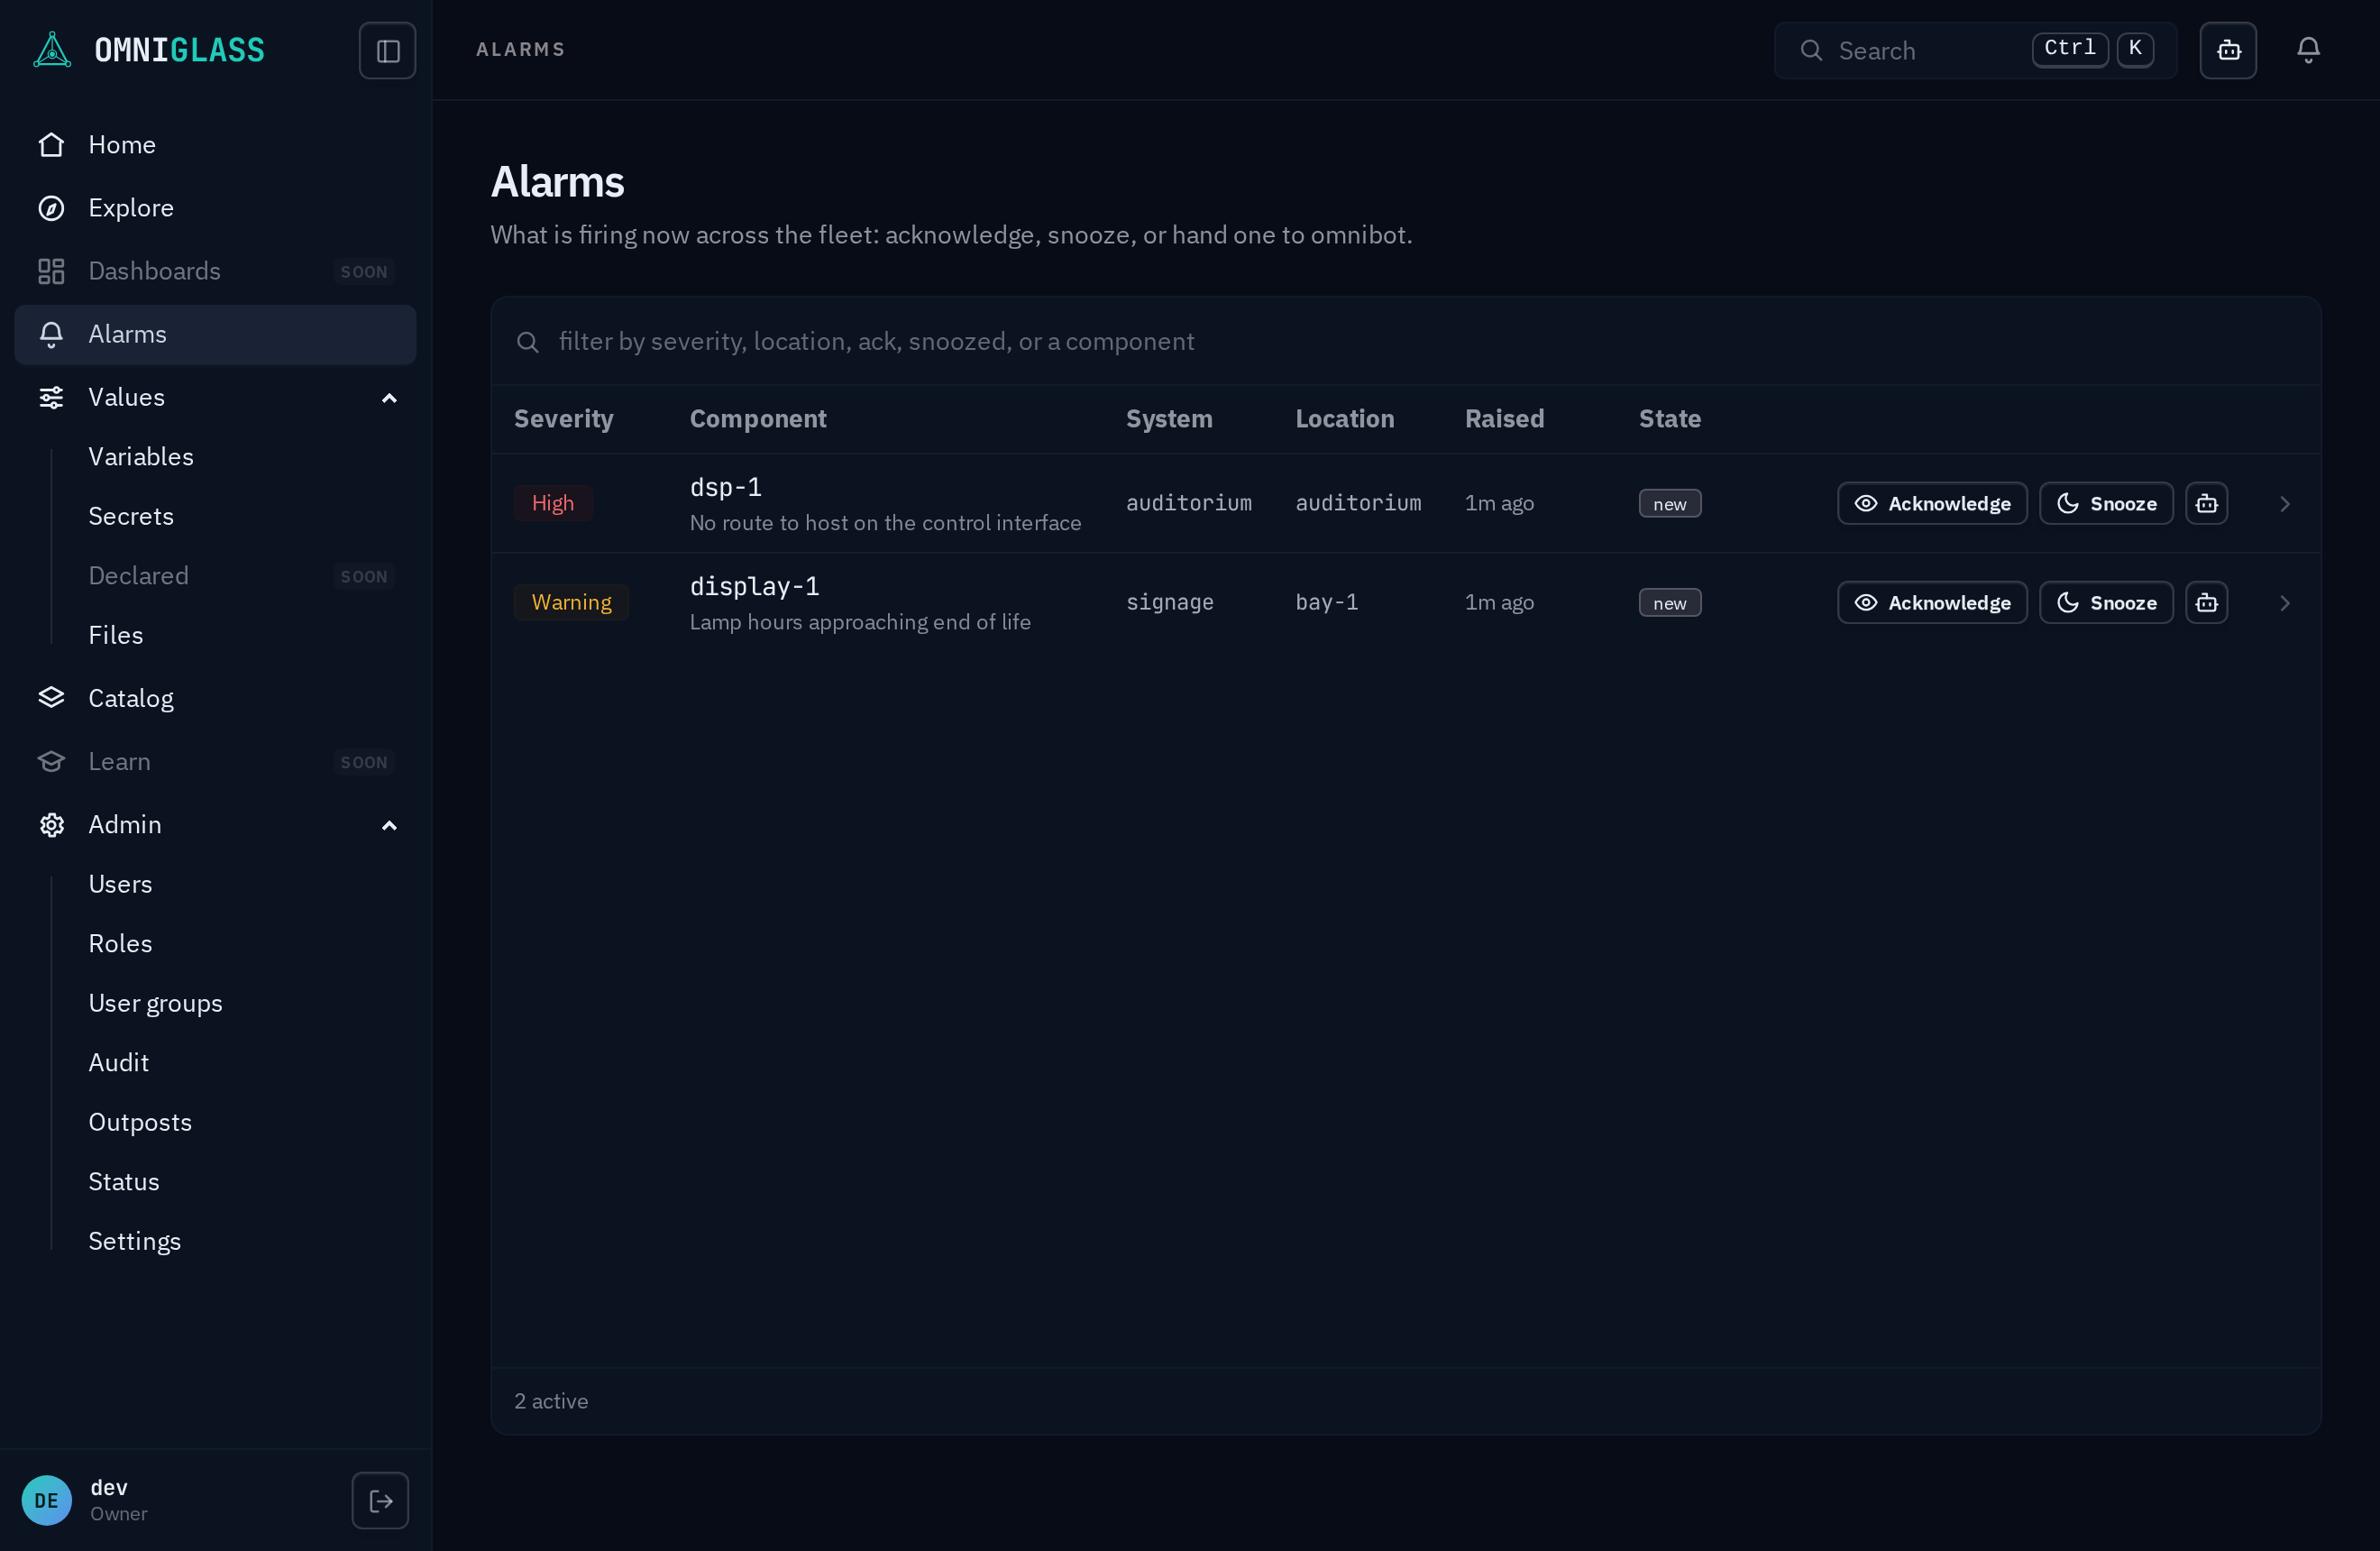 OMNIGLASS
Home
Explore
Dashboards SOON
Alarms
Values
Variables
Secrets
Declared SOON
Files
Catalog
Learn SOON
Admin
Users
Roles
User groups
Audit
Outposts
Status
Settings
DE
dev
Owner
ALARMS
Search Ctrl K
Alarms
What is firing now across the fleet: acknowledge, snooze, or hand one to omnibot.
filter by severity, location, ack, snoozed, or a component
Severity Component System Location Raised State
High dsp-1 auditorium auditorium 1m ago new Acknowledge Snooze
No route to host on the control interface
Warning display-1 signage bay-1 1m ago new Acknowledge Snooze
Lamp hours approaching end of life
2 active